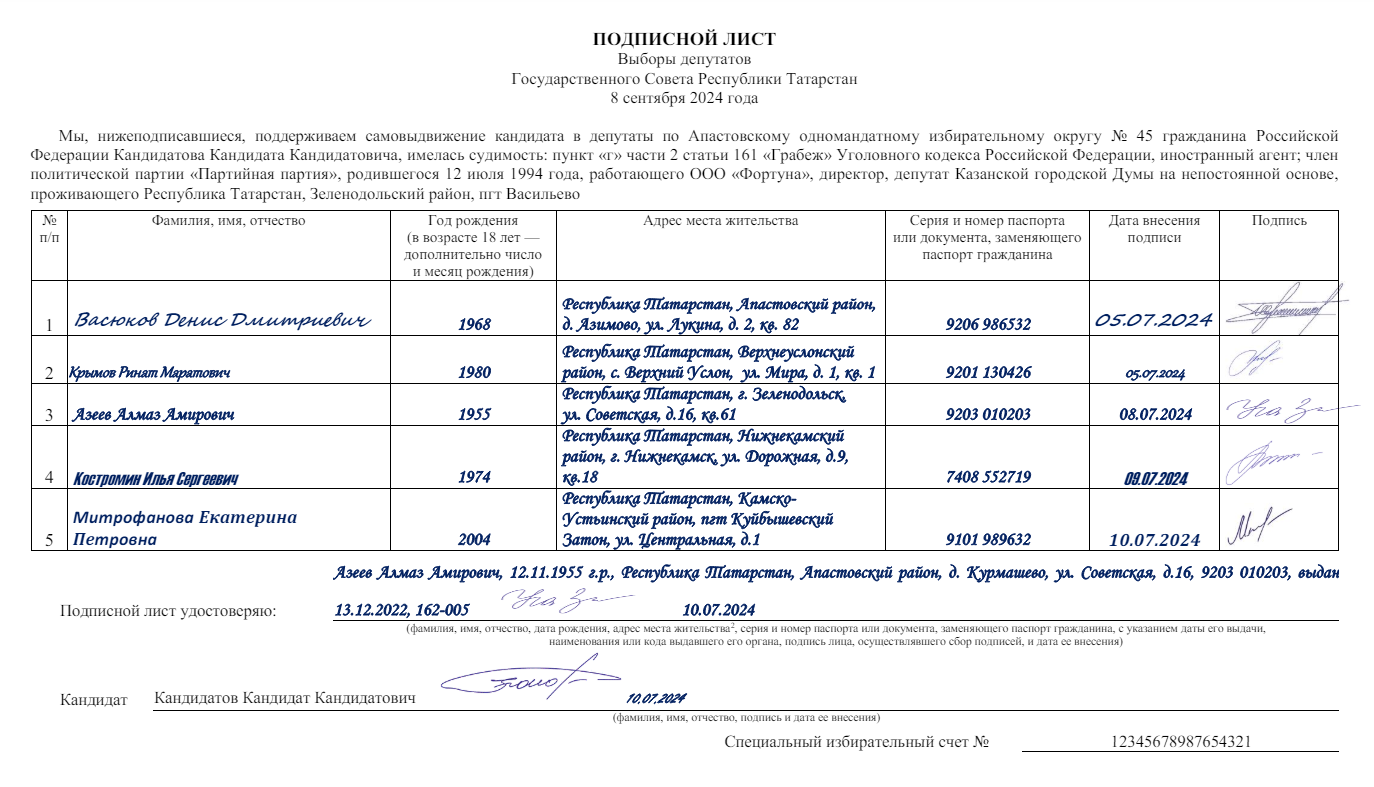 ПОДПИСНОЙ ЛИСТ
Выборы депутатов
Государственного Совета Республики Татарстан
8 сентября 2024 года
Мы, нижеподписавшиеся, поддерживаем самовыдвижение кандидата в депутаты по Апастовскому одномандатному избирательному округу № 45 гражданина Российской
Федерации Кандидатова Кандидата Кандидатовича, имелась судимость: пункт «г» части 2 статьи 161 «Грабеж» Уголовного кодекса Российской Федерации, иностранный агент; член
политической партии «Партийная партия», родившегося 12 июля 1994 года, работающего ООО «Фортуна», директор, депутат Казанской городской Думы на непостоянной основе,
проживающего Республика Татарстан, Зеленодольский район, пгт Васильево
№ п/п
Фамилия, имя, отчество
Год рождения
(в возрасте 18 лет —
дополнительно число
и месяц рождения)
Адрес места жительства
Серия и номер паспорта
или документа, заменяющего
паспорт гражданина
Дата внесения
подписи
Подпись
Республика Татарстан, Апастовский район,
1 Васюков Денис Дмитриевич 1968 д. Азимово, ул. Лукина, д. 2, кв. 82 9206 986532 05.07.2024
Республика Татарстан, Верхнеуслонский
2 Крымов Ринат Маратович 1980 район, с. Верхний Услон, ул. Мира, д. 1, кв. 1 9201 130426 05.07.2024
Республика Татарстан, г. Зеленодольск,
3 Азеев Алмаз Амирович 1955 ул. Советская, д.16, кв.61 9203 010203 08.07.2024
Республика Татарстан, Нижнекамский
район, г. Нижнекамск, ул. Дорожная, д.9,
4 Костромин Илья Сергеевич 1974 кв.18 7408 552719 09.07.2024
Республика Татарстан, Камско-
Митрофанова Екатерина Устьинский район, пгт Куйбышевский
5 Петровна 2004 Затон, ул. Центральная, д.1 9101 989632 10.07.2024
Азеев Алмаз Амирович, 12.11.1955 г.р., Республика Татарстан, Апастовский район, д. Курмашево, ул. Советская, д.16, 9203 010203, выдан
Подписной лист удостоверяю: 13.12.2022, 162-005 10.07.2024
(фамилия, имя, отчество, дата рождения, адрес места жительства², серия и номер паспорта или документа, заменяющего паспорт гражданина, с указанием даты его выдачи,
наименования или кода выдавшего его органа, подпись лица, осуществлявшего сбор подписей, и дата ее внесения)
Кандидат Кандидатов Кандидат Кандидатович 10.07.2024
(фамилия, имя, отчество, подпись и дата ее внесения)
Специальный избирательный счет № 12345678987654321